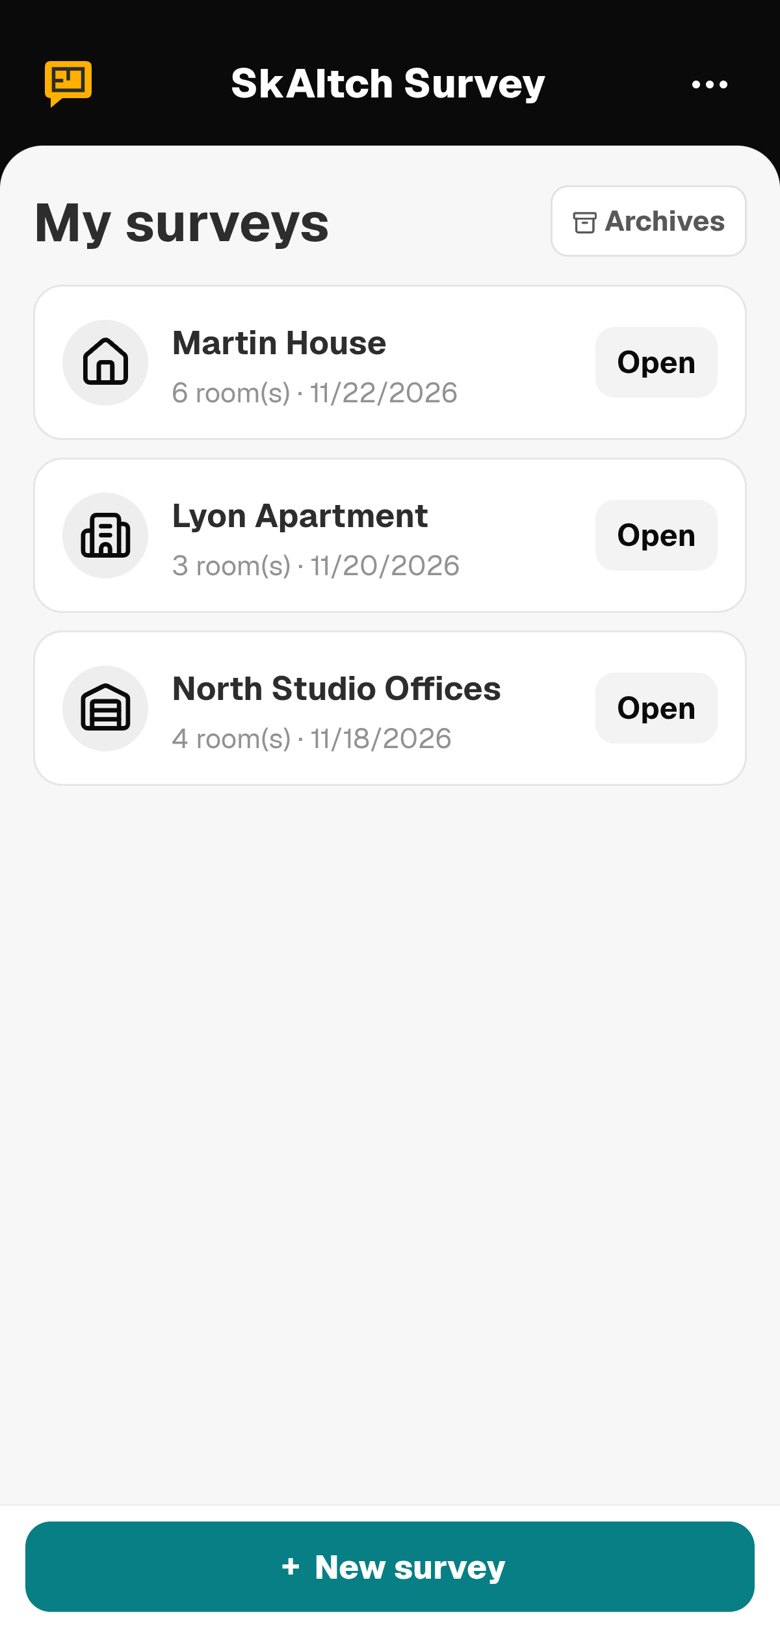 SkAItch Survey
My surveys
Archives
Martin House
6 room(s) · 11/22/2026
Open
Lyon Apartment
3 room(s) · 11/20/2026
Open
North Studio Offices
4 room(s) · 11/18/2026
Open
+ New survey